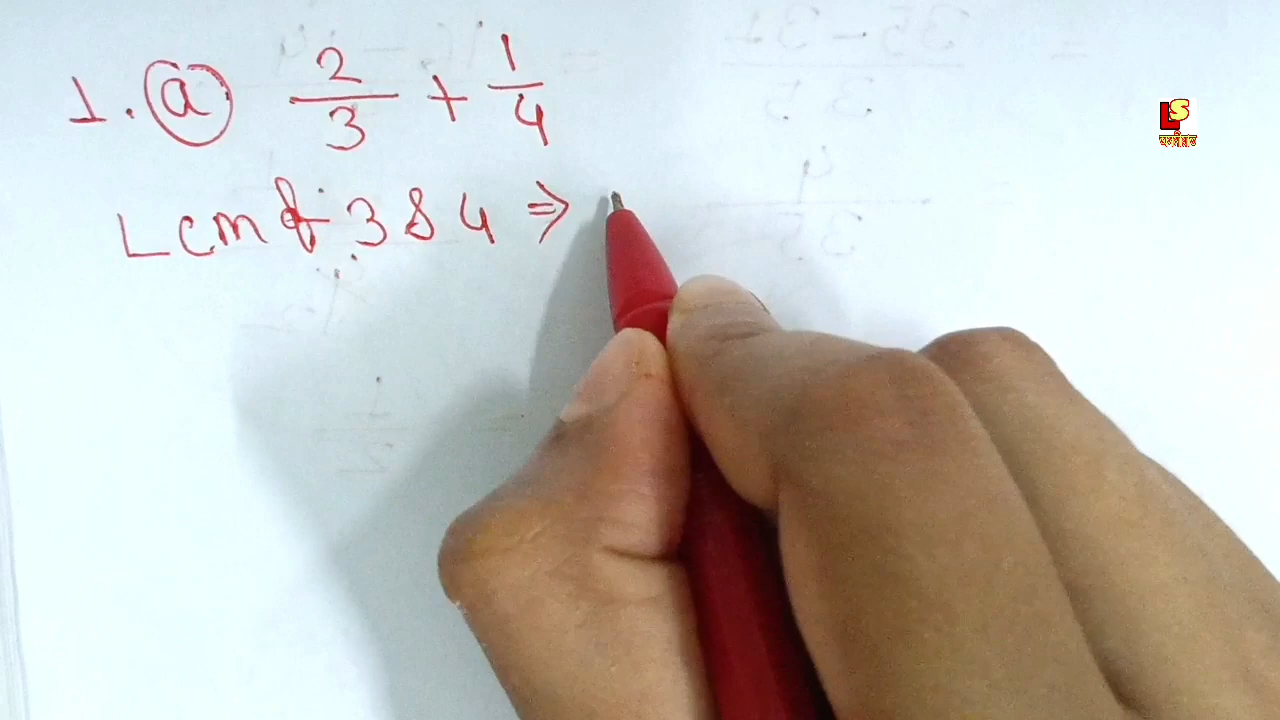 1. (a) 2/3 + 1/4
LCM of 3 & 4 ⇒
LS